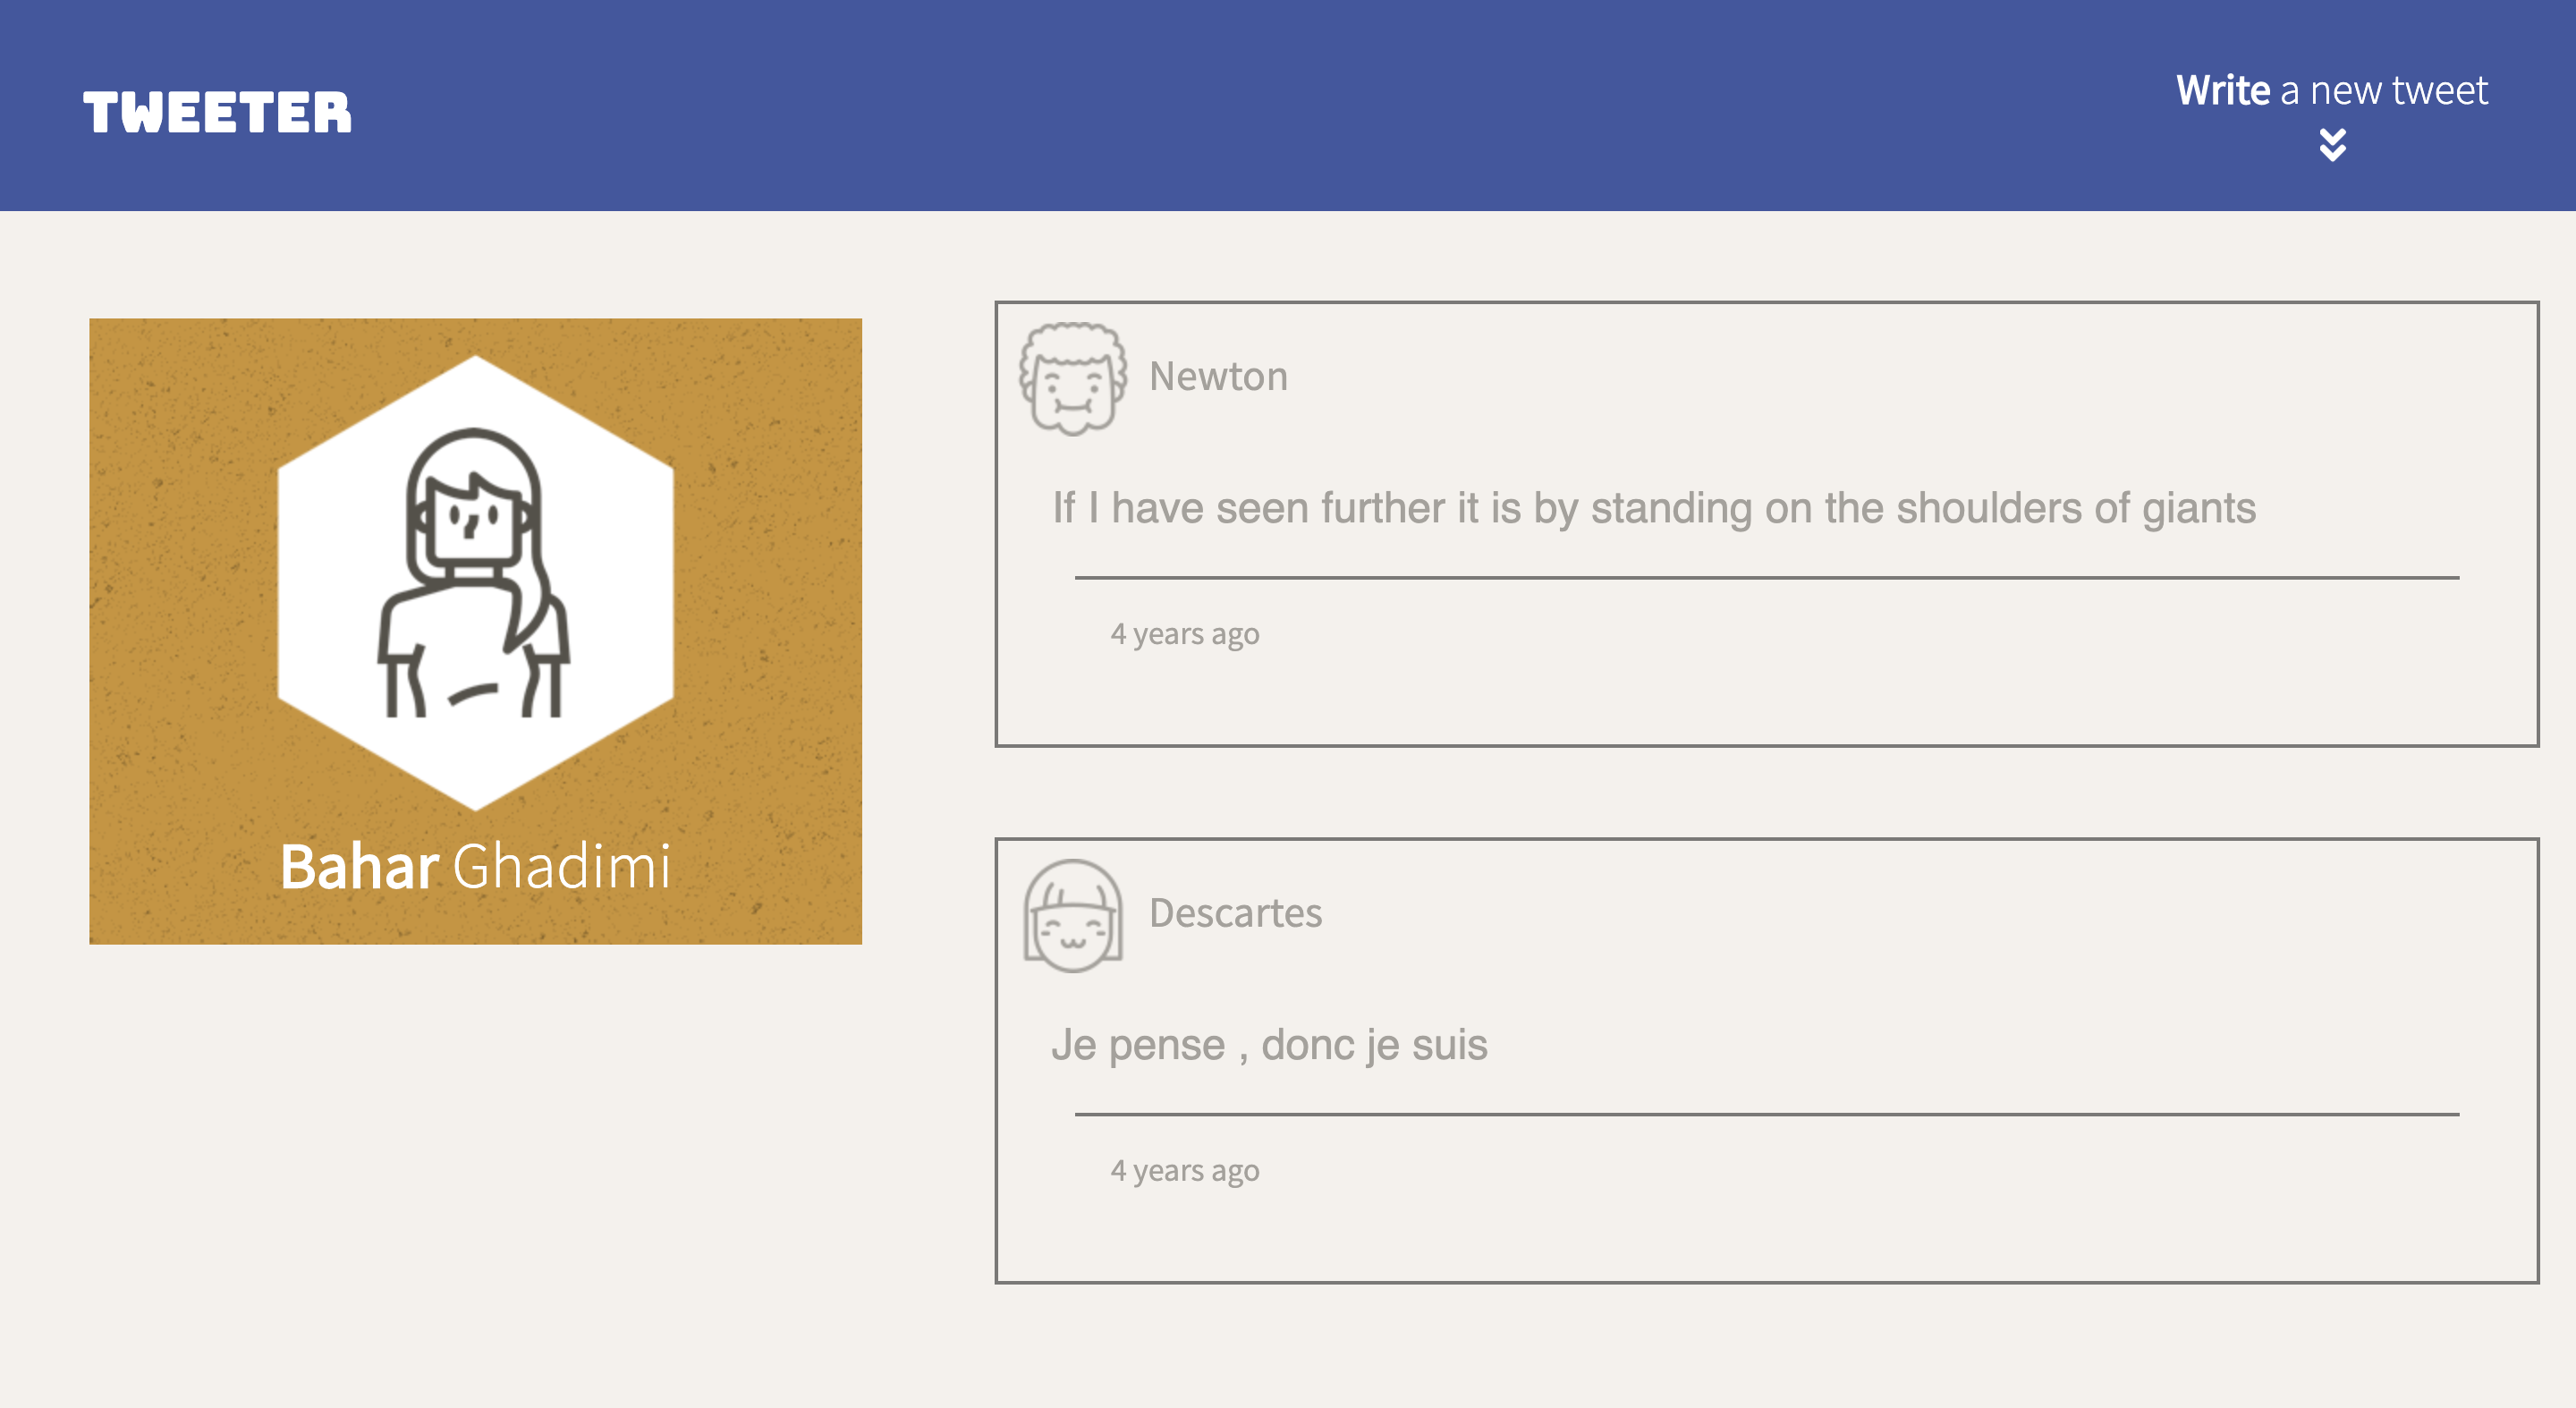 TWEETER
Write a new tweet
Bahar Ghadimi
Newton
If I have seen further it is by standing on the shoulders of giants
4 years ago
Descartes
Je pense , donc je suis
4 years ago